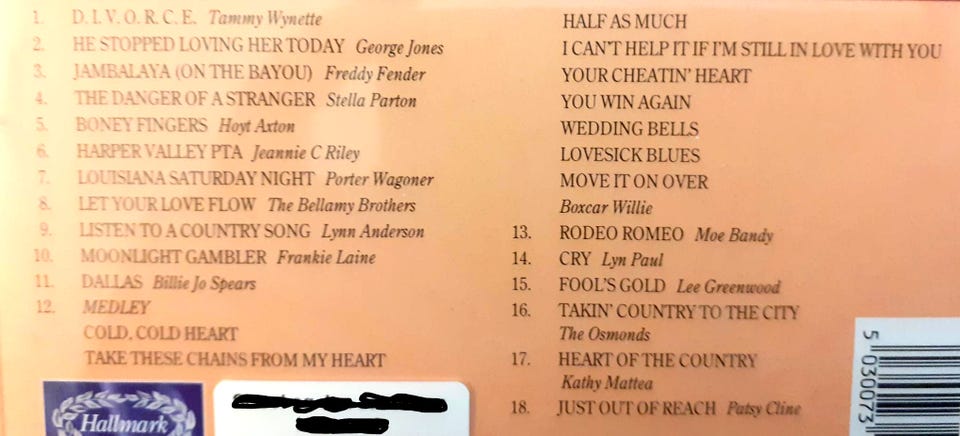 1. D. I. V. O. R. C. E. Tammy Wynette
2. HE STOPPED LOVING HER TODAY George Jones
3. JAMBALAYA (ON THE BAYOU) Freddy Fender
4. THE DANGER OF A STRANGER Stella Parton
5. BONEY FINGERS Hoyt Axton
6. HARPER VALLEY PTA Jeannie C Riley
7. LOUISIANA SATURDAY NIGHT Porter Wagoner
8. LET YOUR LOVE FLOW The Bellamy Brothers
9. LISTEN TO A COUNTRY SONG Lynn Anderson
10. MOONLIGHT GAMBLER Frankie Laine
11. DALLAS Billie Jo Spears
12. MEDLEY
COLD, COLD HEART
TAKE THESE CHAINS FROM MY HEART
HALF AS MUCH
I CAN'T HELP IT IF I'M STILL IN LOVE WITH YOU
YOUR CHEATIN' HEART
YOU WIN AGAIN
WEDDING BELLS
LOVESICK BLUES
MOVE IT ON OVER
Boxcar Willie
13. RODEO ROMEO Moe Bandy
14. CRY Lyn Paul
15. FOOL'S GOLD Lee Greenwood
16. TAKIN' COUNTRY TO THE CITY
The Osmonds
17. HEART OF THE COUNTRY
Kathy Mattea
18. JUST OUT OF REACH Patsy Cline
Hallmark
5 030073